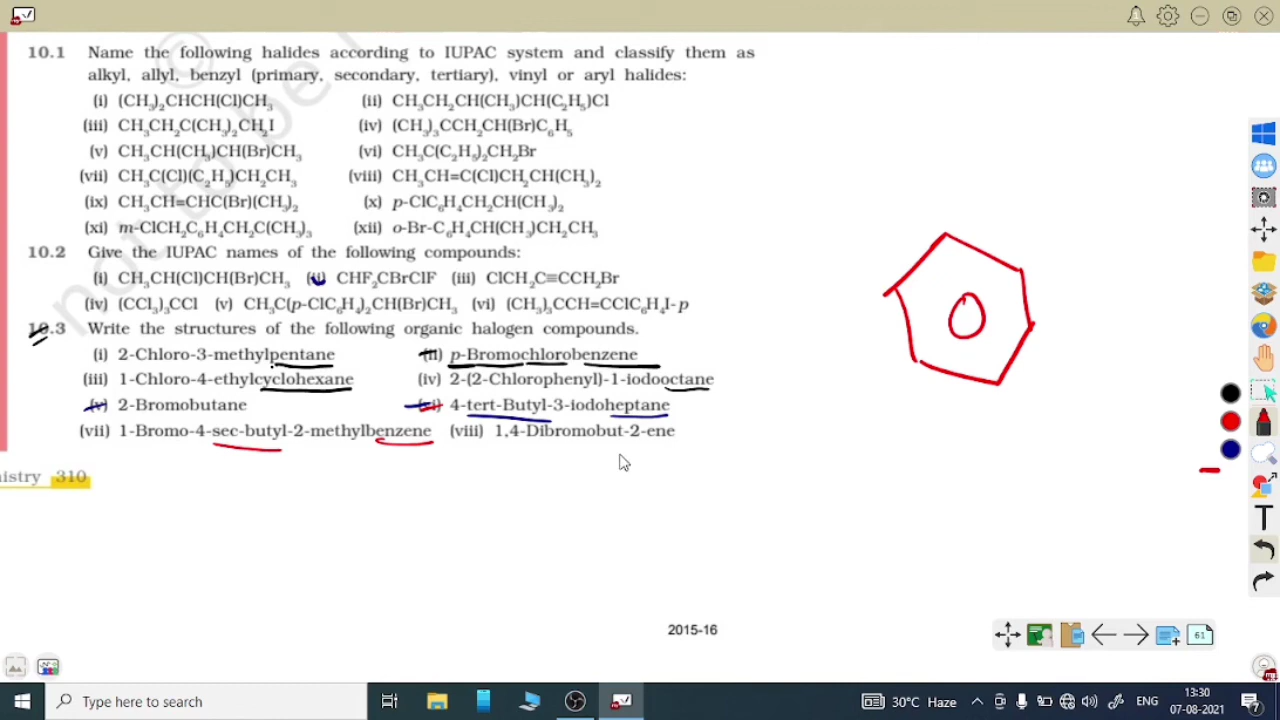 10.1 Name the following halides according to IUPAC system and classify them as
alkyl, allyl, benzyl (primary, secondary, tertiary), vinyl or aryl halides:
(i) (CH₃)₂CHCH(Cl)CH₃ (ii) CH₃CH₂CH(CH₃)CH(C₂H₅)Cl
(iii) CH₃CH₂C(CH₃)₂CH₂I (iv) (CH₃)₃CCH₂CH(Br)C₆H₅
(v) CH₃CH(CH₃)CH(Br)CH₃ (vi) CH₃C(C₂H₅)₂CH₂Br
(vii) CH₃C(Cl)(C₂H₅)CH₂CH₃ (viii) CH₃CH=C(Cl)CH₂CH(CH₃)₂
(ix) CH₃CH=CHC(Br)(CH₃)₂ (x) p-ClC₆H₄CH₂CH(CH₃)₂
(xi) m-ClCH₂C₆H₄CH₂C(CH₃)₃ (xii) o-Br-C₆H₄CH(CH₃)CH₂CH₃
10.2 Give the IUPAC names of the following compounds:
(i) CH₃CH(Cl)CH(Br)CH₃ CHF₂CBrClF (iii) ClCH₂C≡CCH₂Br
(iv) (CCl₃)₃CCl (v) CH₃C(p-ClC₆H₄)₂CH(Br)CH₃ (vi) (CH₃)₃CCH=CClC₆H₄I-p
10.3 Write the structures of the following organic halogen compounds.
(i) 2-Chloro-3-methylpentane (ii) p-Bromochlorobenzene
(iii) 1-Chloro-4-ethylcyclohexane (iv) 2-(2-Chlorophenyl)-1-iodooctane
(v) 2-Bromobutane (vi) 4-tert-Butyl-3-iodoheptane
(vii) 1-Bromo-4-sec-butyl-2-methylbenzene (viii) 1,4-Dibromobut-2-ene
not to be
©
mistry 310
2015-16
61
Type here to search
30°C Haze
ENG
13:30
07-08-2021
7
T